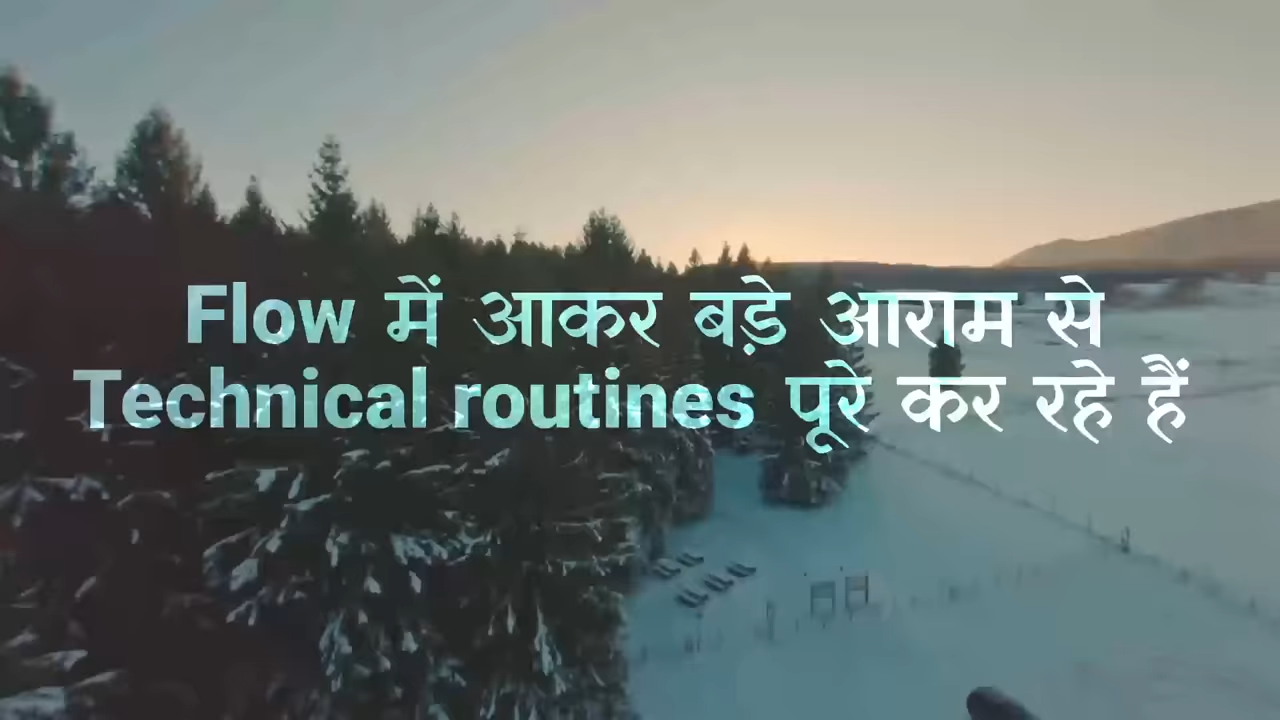 Flow में आकर बड़े आराम से
Technical routines पूरे कर रहे हैं